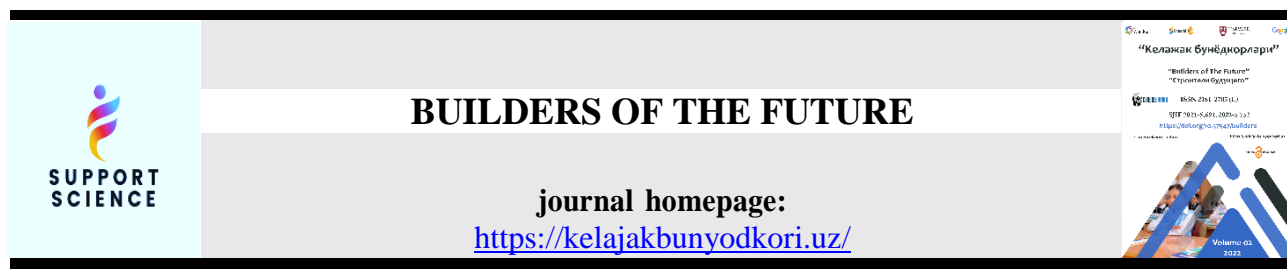 SUPPORT
SCIENCE
BUILDERS OF THE FUTURE
journal homepage:
https://kelajakbunyodkori.uz/
“Келажак бунёдкорлари”
“Builders of The Future”
“Строители будущего”
Volume 02
2022